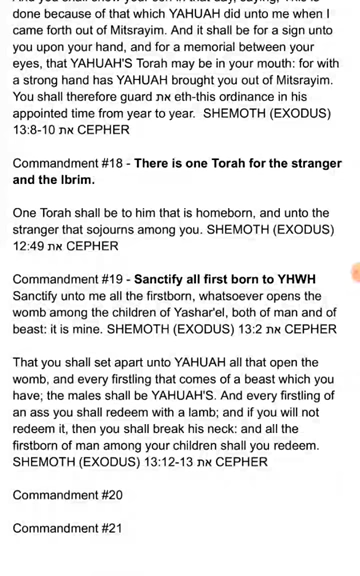 done because of that which YAHUAH did unto me when I
came forth out of Mitsrayim. And it shall be for a sign unto
you upon your hand, and for a memorial between your
eyes, that YAHUAH'S Torah may be in your mouth: for with
a strong hand has YAHUAH brought you out of Mitsrayim.
You shall therefore guard את eth-this ordinance in his
appointed time from year to year. SHEMOTH (EXODUS)
13:8-10 את CEPHER
Commandment #18 - There is one Torah for the stranger
and the Ibrim.
One Torah shall be to him that is homeborn, and unto the
stranger that sojourns among you. SHEMOTH (EXODUS)
12:49 את CEPHER
Commandment #19 - Sanctify all first born to YHWH
Sanctify unto me all the firstborn, whatsoever opens the
womb among the children of Yashar'el, both of man and of
beast: it is mine. SHEMOTH (EXODUS) 13:2 את CEPHER
That you shall set apart unto YAHUAH all that open the
womb, and every firstling that comes of a beast which you
have; the males shall be YAHUAH'S. And every firstling of
an ass you shall redeem with a lamb; and if you will not
redeem it, then you shall break his neck: and all the
firstborn of man among your children shall you redeem.
SHEMOTH (EXODUS) 13:12-13 את CEPHER
Commandment #20
Commandment #21